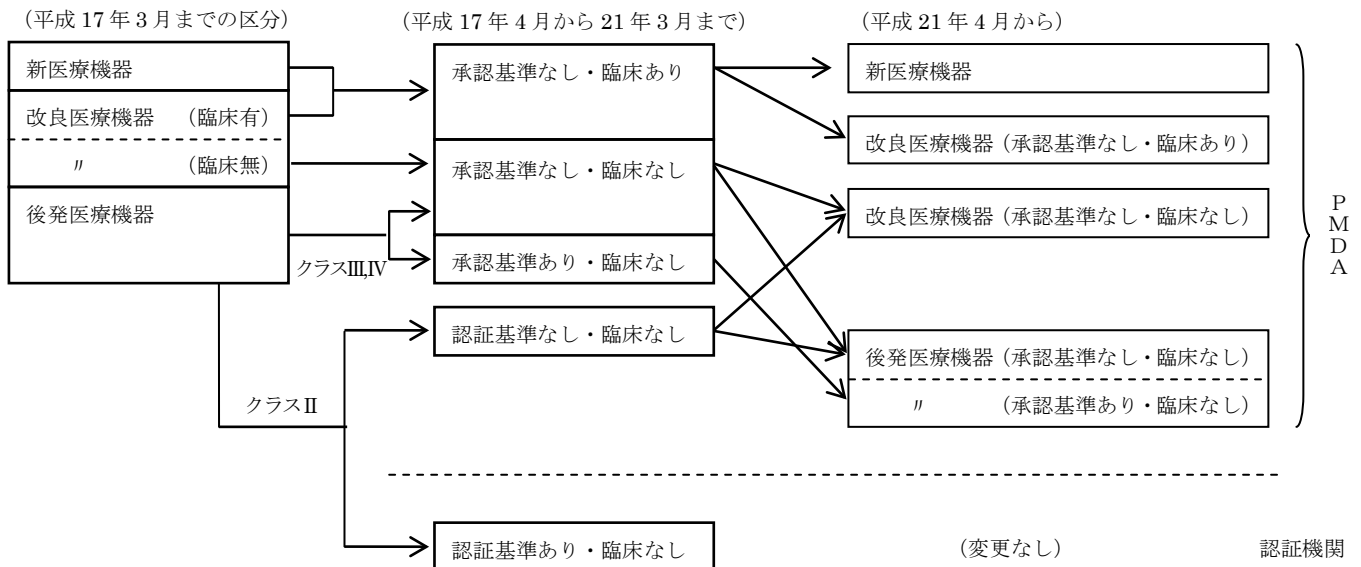 （平成 17 年 3 月までの区分）
新医療機器
改良医療機器　（臨床有）
〃　（臨床無）
後発医療機器
クラスⅢ,Ⅳ
クラスⅡ
（平成 17 年 4 月から 21 年 3 月まで）
承認基準なし・臨床あり
承認基準なし・臨床なし
承認基準あり・臨床なし
認証基準なし・臨床なし
認証基準あり・臨床なし
（平成 21 年 4 月から）
新医療機器
改良医療機器（承認基準なし・臨床あり）
改良医療機器（承認基準なし・臨床なし）
後発医療機器（承認基準なし・臨床なし）
〃　（承認基準あり・臨床なし）
（変更なし）
ＰＭＤＡ
認証機関